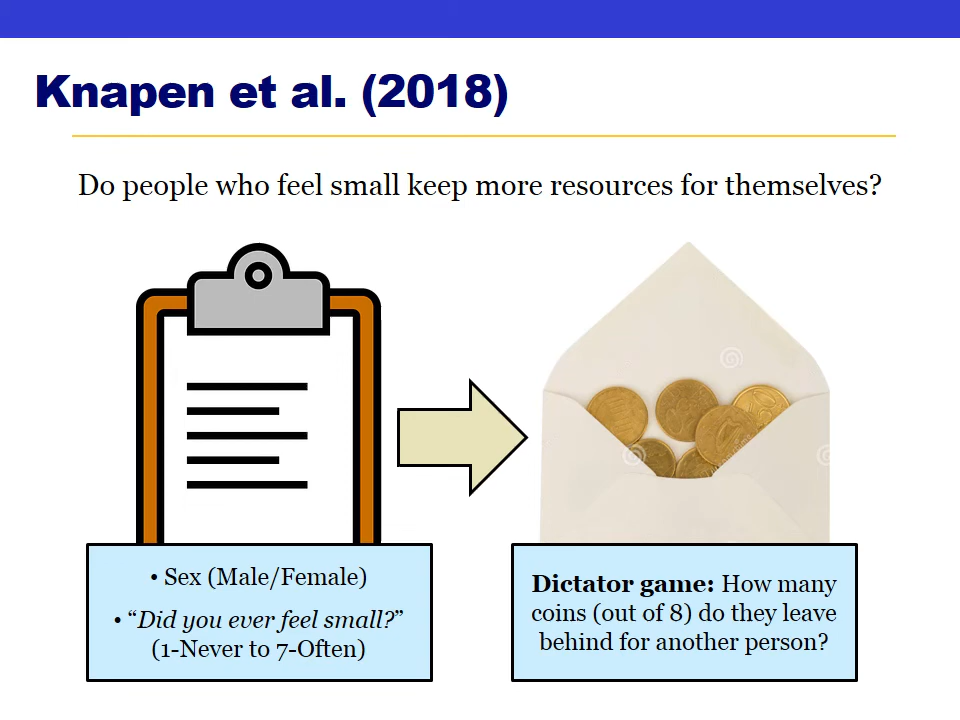 Knapen et al. (2018)
Do people who feel small keep more resources for themselves?
• Sex (Male/Female)
• “Did you ever feel small?”
(1-Never to 7-Often)
Dictator game: How many
coins (out of 8) do they leave
behind for another person?